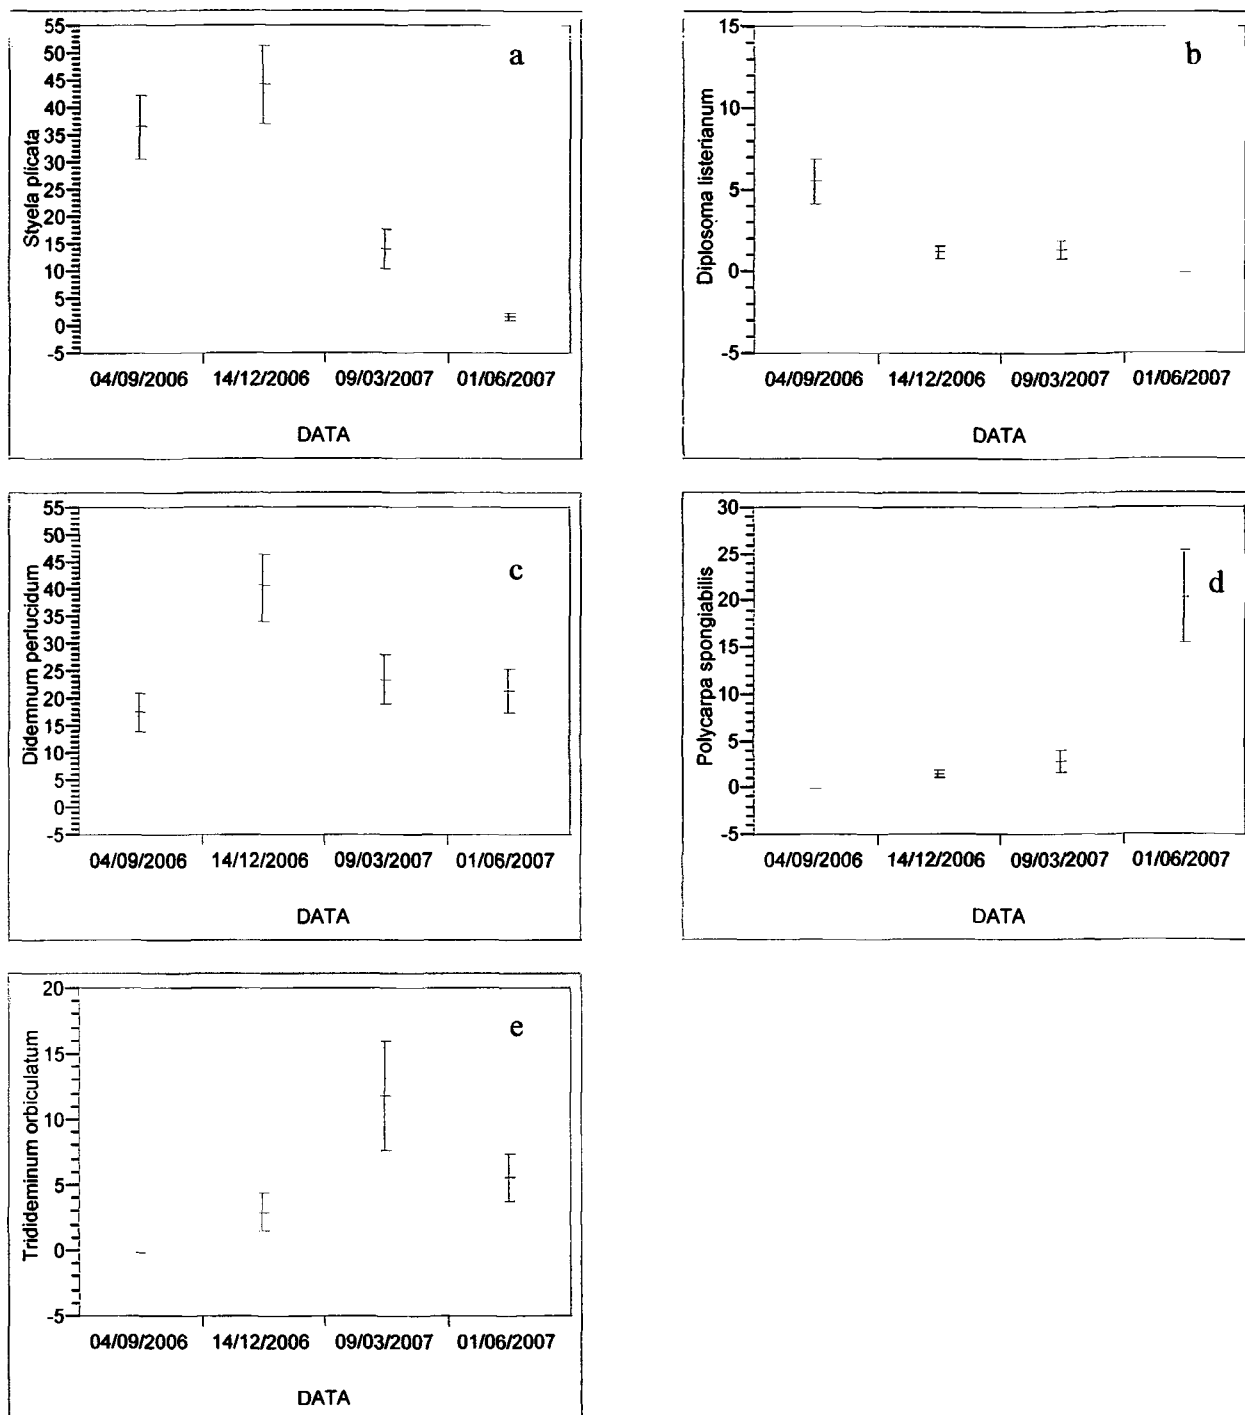 a
Styela plicata
55
50
45
40
35
30
25
20
15
10
5
0
-5
04/09/2006 14/12/2006 09/03/2007 01/06/2007
DATA
b
Diplosoma listerianum
15
10
5
0
-5
04/09/2006 14/12/2006 09/03/2007 01/06/2007
DATA
c
Didemnum perlucidum
55
50
45
40
35
30
25
20
15
10
5
0
-5
04/09/2006 14/12/2006 09/03/2007 01/06/2007
DATA
d
Polycarpa spongiabilis
30
25
20
15
10
5
0
-5
04/09/2006 14/12/2006 09/03/2007 01/06/2007
DATA
e
Tridideminum orbiculatum
20
15
10
5
0
-5
04/09/2006 14/12/2006 09/03/2007 01/06/2007
DATA